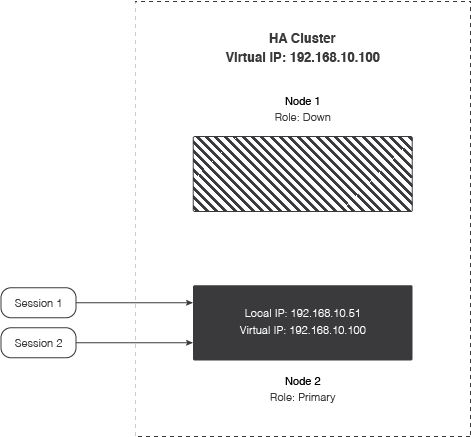 HA Cluster
Virtual IP: 192.168.10.100
Node 1
Role: Down
Session 1
Session 2
Local IP: 192.168.10.51
Virtual IP: 192.168.10.100
Node 2
Role: Primary